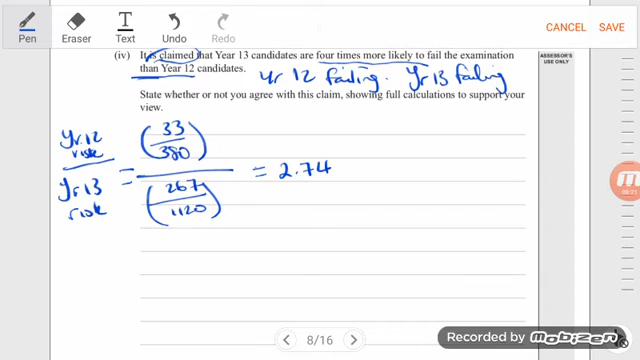 Pen
Eraser
Text
Undo
Redo
CANCEL
SAVE
(iv) It is claimed that Year 13 candidates are four times more likely to fail the examination
than Year 12 candidates.
Yr 12 failing. Yr 13 failing
ASSESSOR'S
USE ONLY
State whether or not you agree with this claim, showing full calculations to support your
view.
yr.12 risk / yr 13 risk = (33/380) / (267/1120) = 2.74
8/16
Recorded by
MOBIZEN